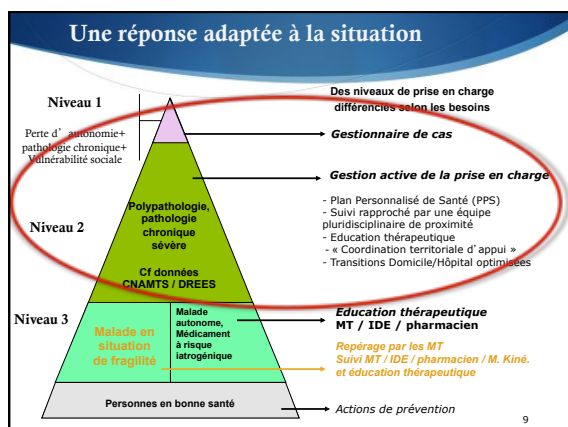 Une réponse adaptée à la situation
Niveau 1
Perte d' autonomie+
pathologie chronique+
Vulnérabilité sociale
Des niveaux de prise en charge
différenciés selon les besoins
Gestionnaire de cas
Gestion active de la prise en charge
- Plan Personnalisé de Santé (PPS)
- Suivi rapproché par une équipe
pluridisciplinaire de proximité
- Education thérapeutique
- « Coordination territoriale d'appui »
- Transitions Domicile/Hôpital optimisées
Niveau 2
Polypathologie,
pathologie
chronique
sévère
Cf données
CNAMTS / DREES
Niveau 3
Malade en
situation
de fragilité
Malade
autonome,
Médicament
à risque
iatrogénique
Education thérapeutique
MT / IDE / pharmacien
Repérage par les MT
Suivi MT / IDE / pharmacien / M. Kiné.
et éducation thérapeutique
Personnes en bonne santé
Actions de prévention
9